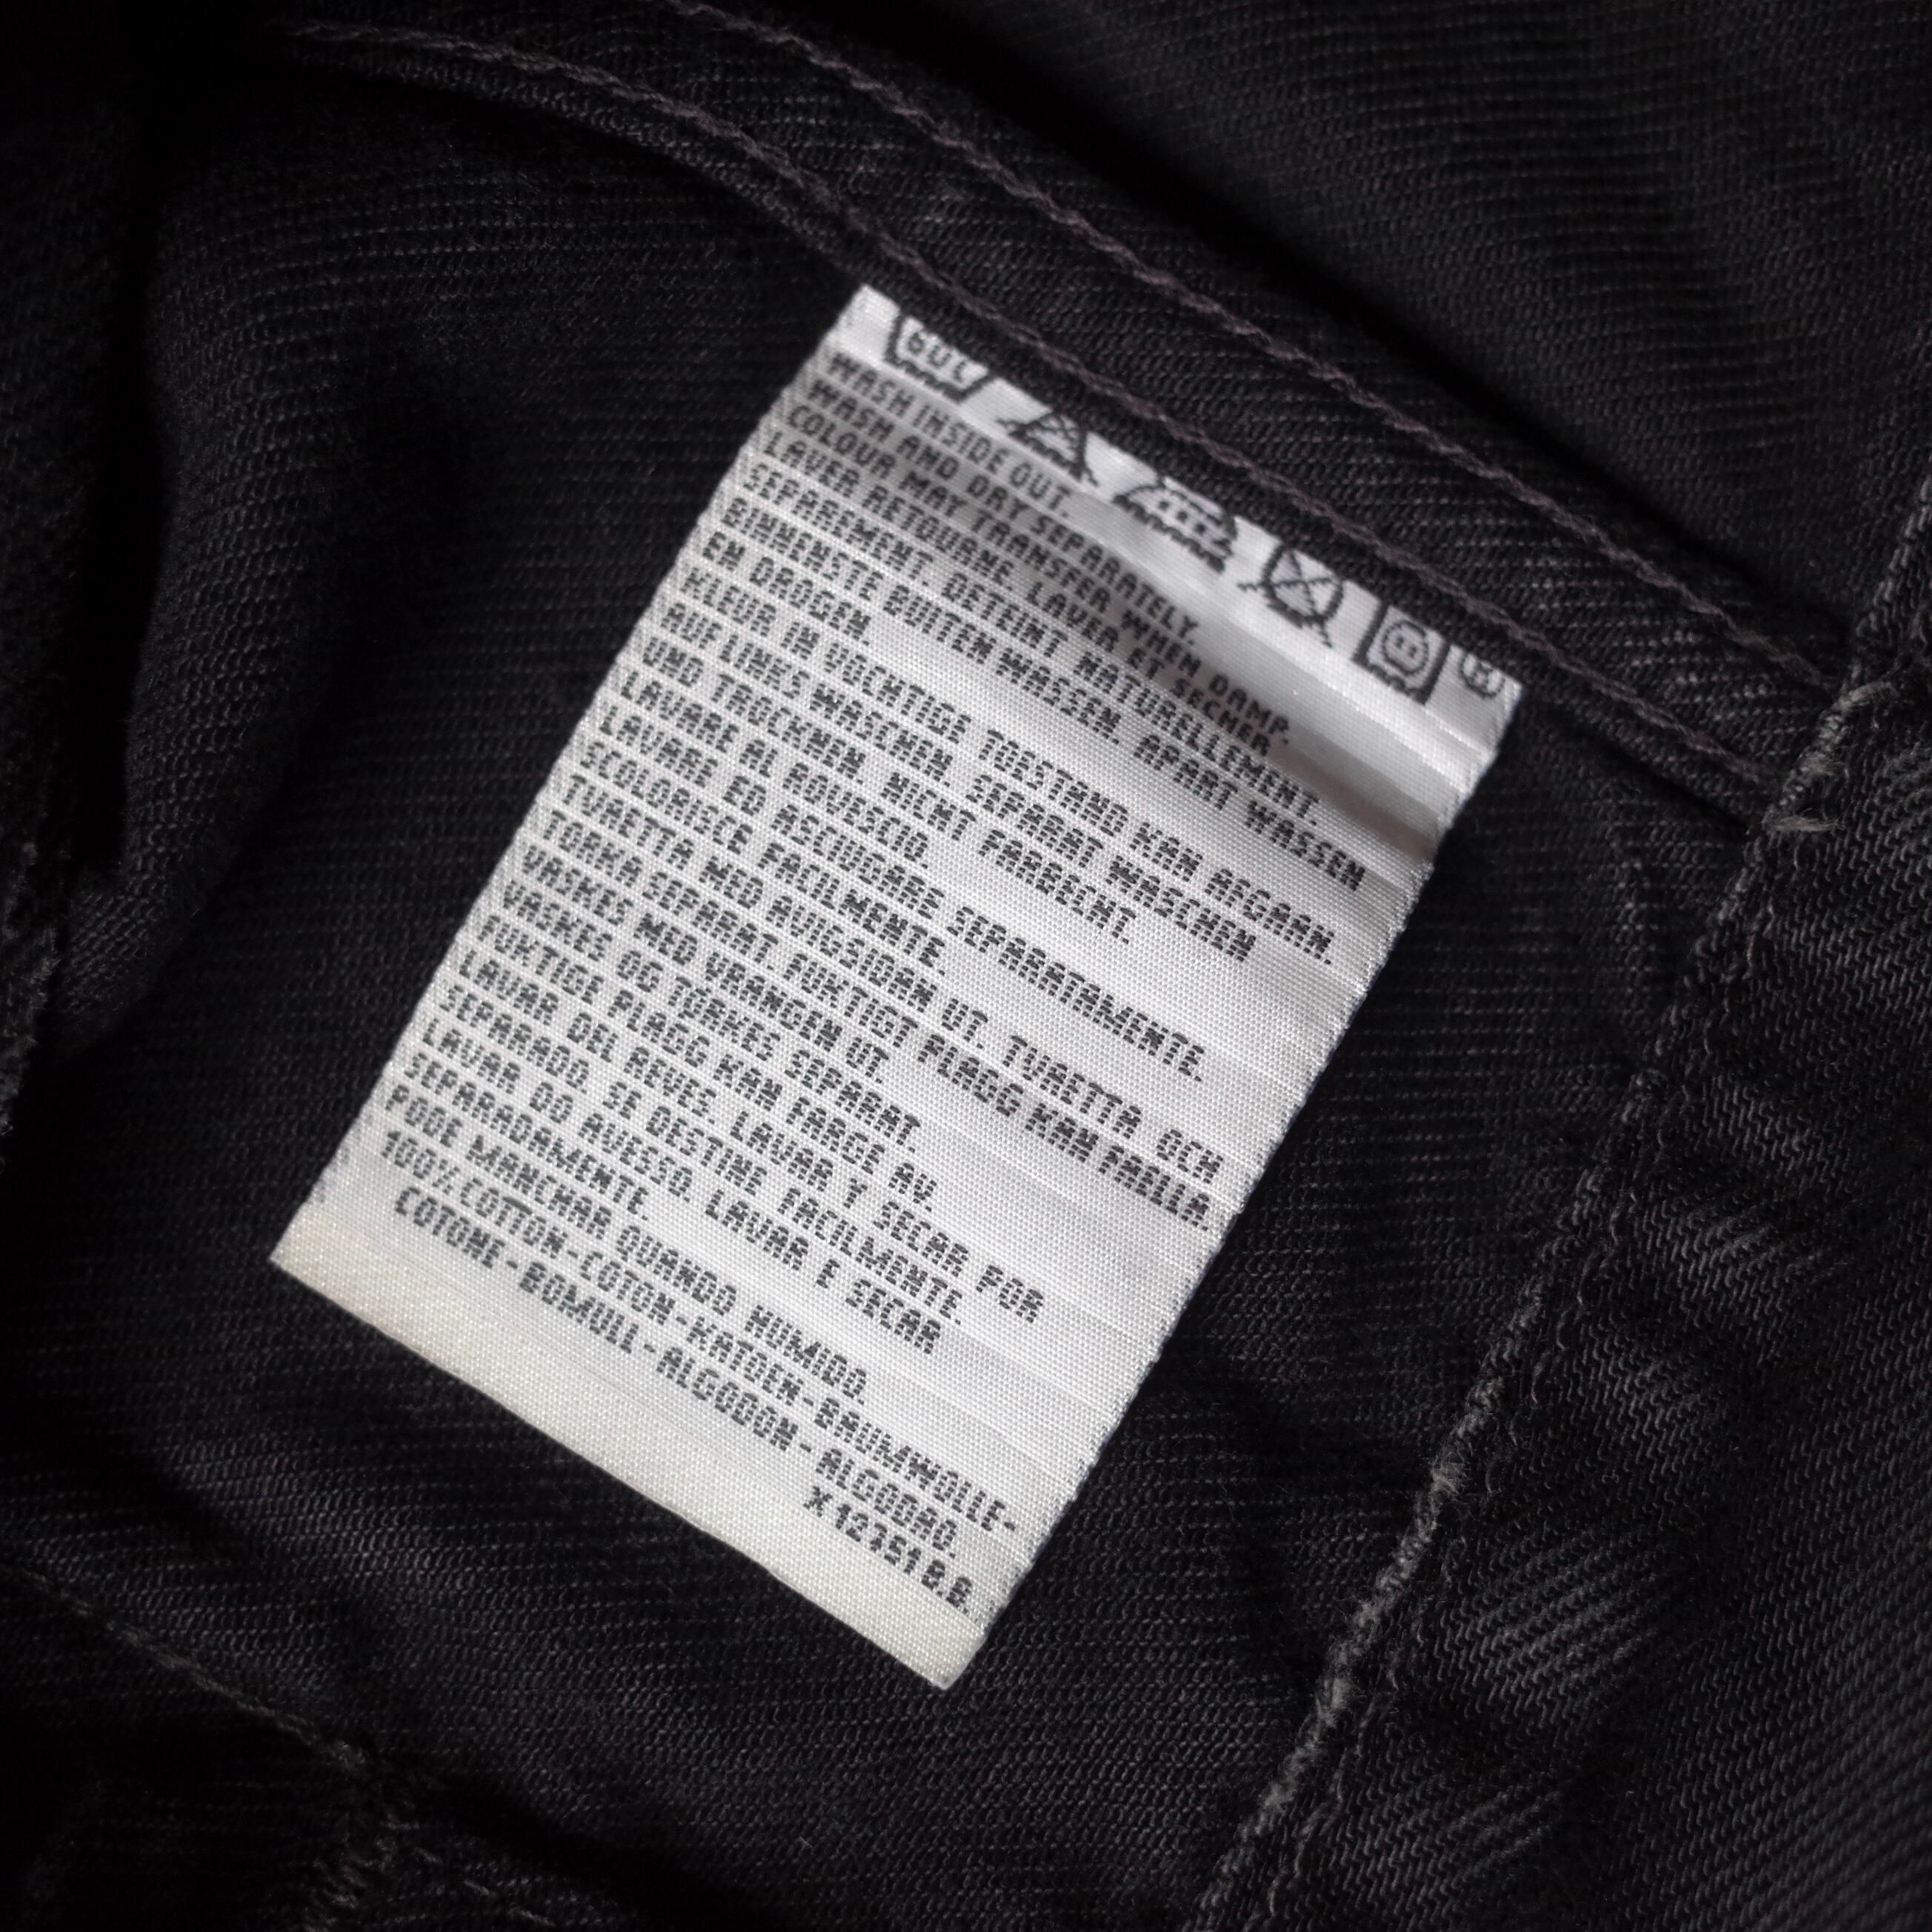 60
WASH INSIDE OUT.
WASH AND DRY SEPARATELY.
COLOUR MAY TRANSFER WHEN DAMP.
LAVER RETOURNE. LAVER ET SECHER
SEPAREMENT. DETEINT NATURELLEMENT.
BINNENSTE BUITEN WASSEN. APART WASSEN
EN DROGEN.
KLEUR IN VOCHTIGE TOESTAND KAN AFGAAN.
AUF LINKS WASCHEN. SEPARAT WASCHEN
UND TROCKNEN. NICHT FARBECHT.
LAVARE AL ROVESCIO.
LAVARE ED ASCIUGARE SEPARATAMENTE.
SCOLORISCE FACILMENTE.
TVAETTA MED AVIGSIDAN UT. TVAETTA OCH
TORKA SEPARAT. FUKTIGT PLAGG KAN FAELLA.
VASKES MED VRANGEN UT.
VASKES OG TORKES SEPARAT.
FUKTIGE PLAGG KAN FARGE AV.
LAVAR DEL REVES. LAVAR Y SECAR POR
SEPARADO. SE DESTINE FACILMENTE.
LAVAR DO AVESSO. LAVAR E SECAR
SEPARADAMENTE.
PODE MANCHAR QUANDO HUMIDO.
100% COTTON-COTON-KATOEN-BAUMWOLLE-
COTONE-BOMULL-ALGODON-ALGODAO.